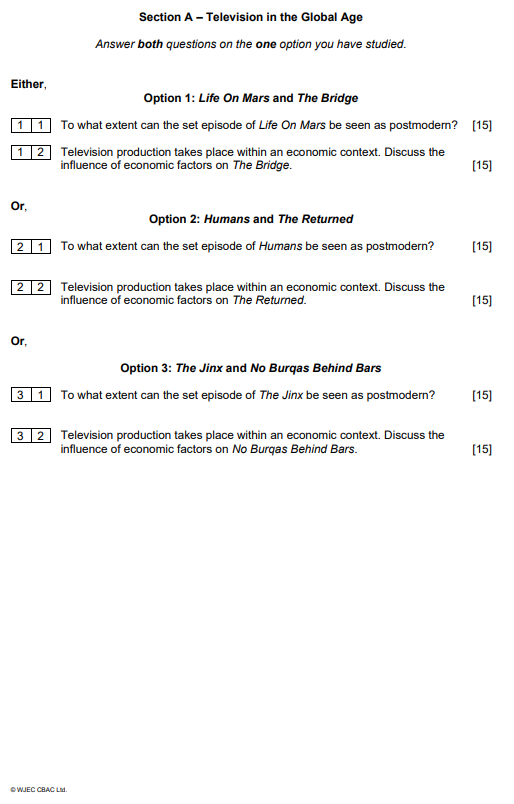 Section A – Television in the Global Age
Answer both questions on the one option you have studied.
Either,
Option 1: Life On Mars and The Bridge
1 1 To what extent can the set episode of Life On Mars be seen as postmodern? [15]
1 2 Television production takes place within an economic context. Discuss the
influence of economic factors on The Bridge. [15]
Or,
Option 2: Humans and The Returned
2 1 To what extent can the set episode of Humans be seen as postmodern? [15]
2 2 Television production takes place within an economic context. Discuss the
influence of economic factors on The Returned. [15]
Or,
Option 3: The Jinx and No Burqas Behind Bars
3 1 To what extent can the set episode of The Jinx be seen as postmodern? [15]
3 2 Television production takes place within an economic context. Discuss the
influence of economic factors on No Burqas Behind Bars. [15]
© WJEC CBAC Ltd.